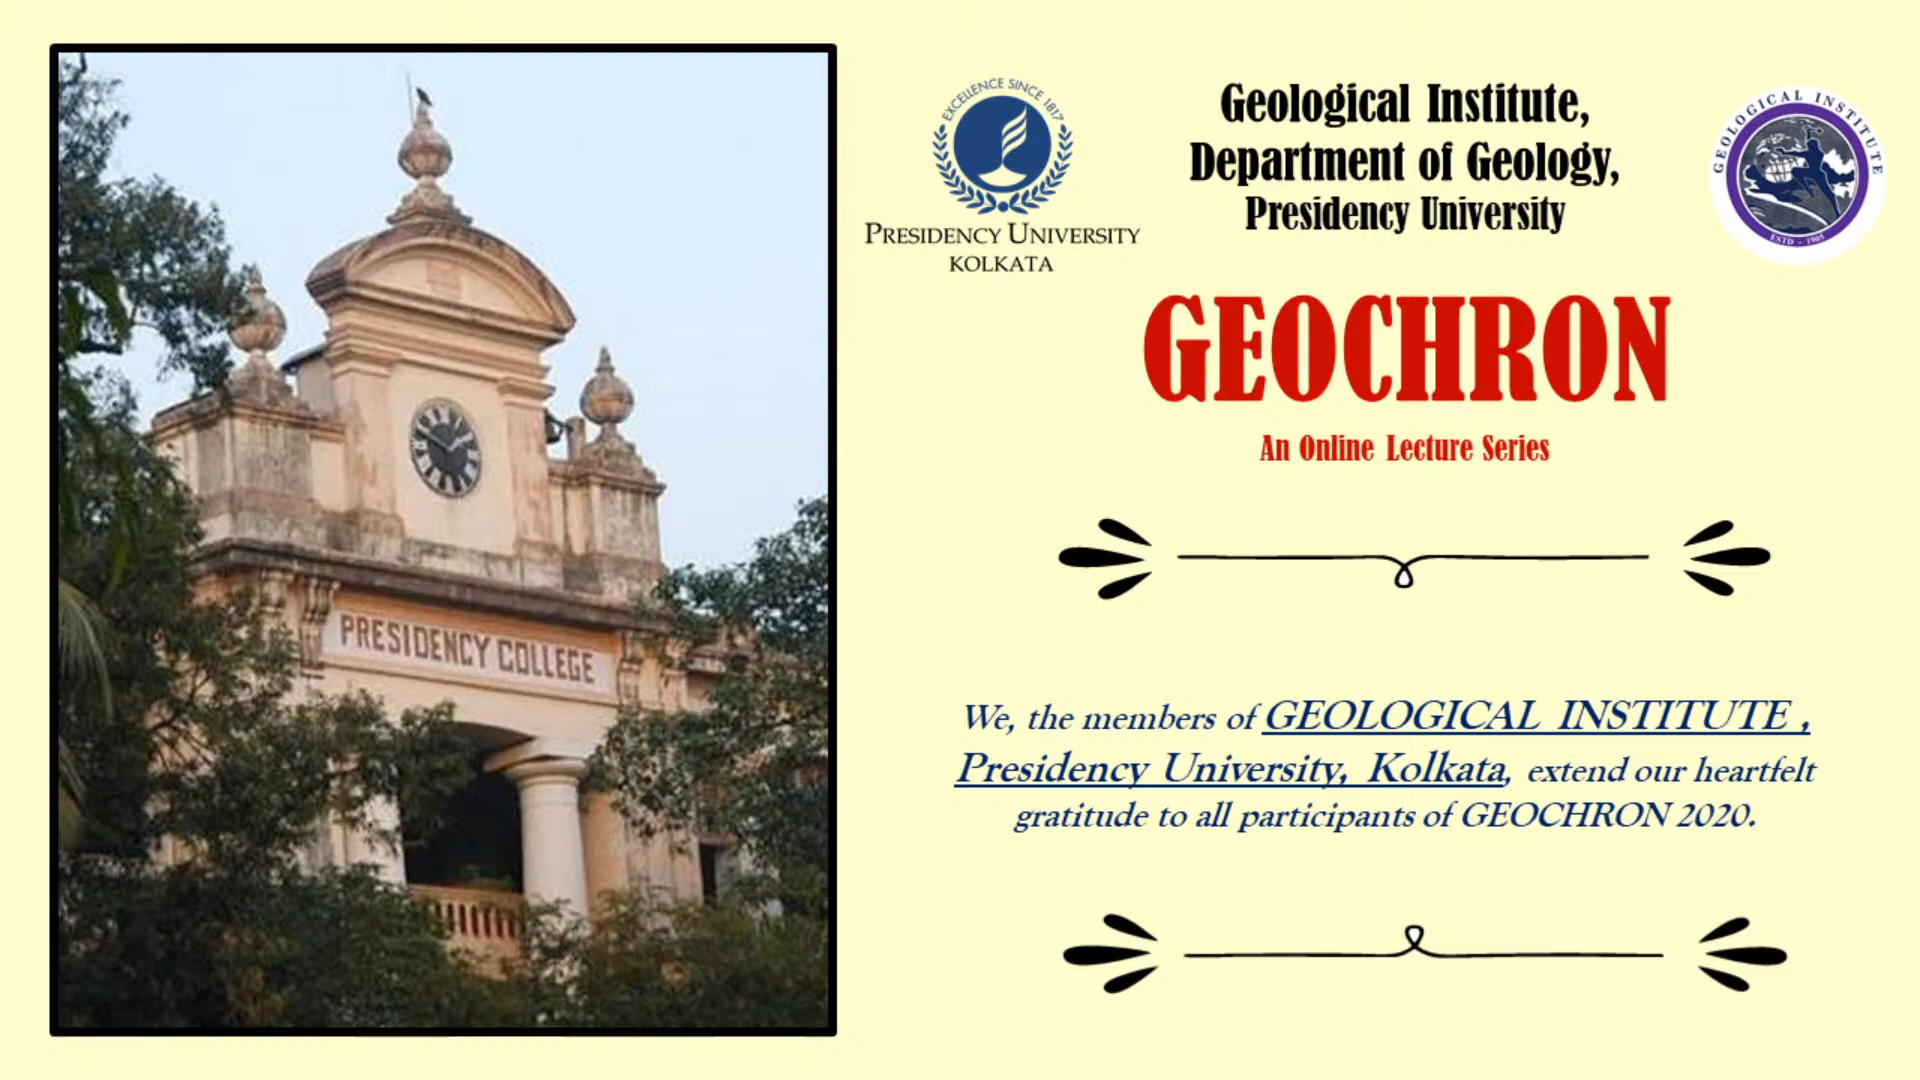 PRESIDENCY COLLEGE
EXCELLENCE SINCE 1817
PRESIDENCY UNIVERSITY
KOLKATA
Geological Institute,
Department of Geology,
Presidency University
GEOLOGICAL INSTITUTE
ESTD - 1905
GEOCHRON
An Online Lecture Series
We, the members of GEOLOGICAL INSTITUTE ,
Presidency University, Kolkata, extend our heartfelt
gratitude to all participants of GEOCHRON 2020.